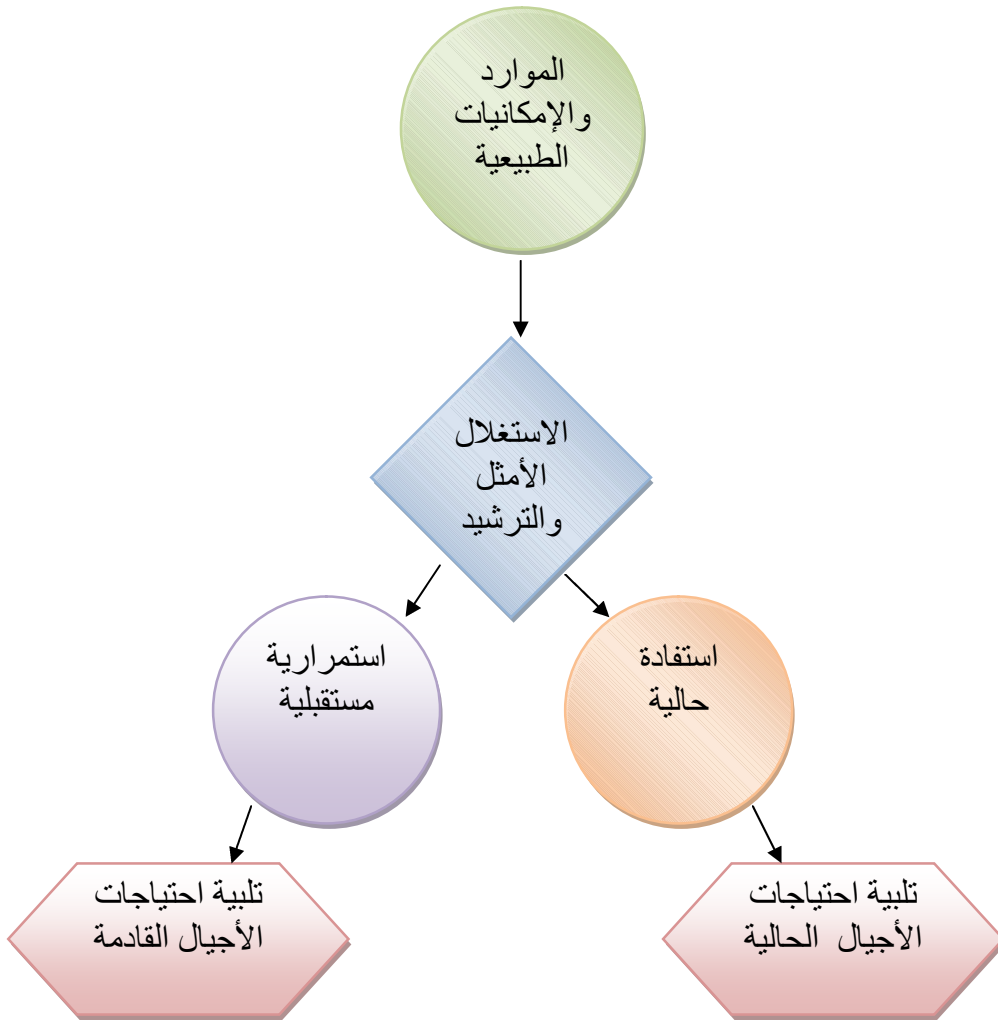 الموارد
والإمكانيات
الطبيعية
الاستغلال
الأمثل
والترشيد
استفادة
حالية
استمرارية
مستقبلية
تلبية احتياجات
الأجيال الحالية
تلبية احتياجات
الأجيال القادمة